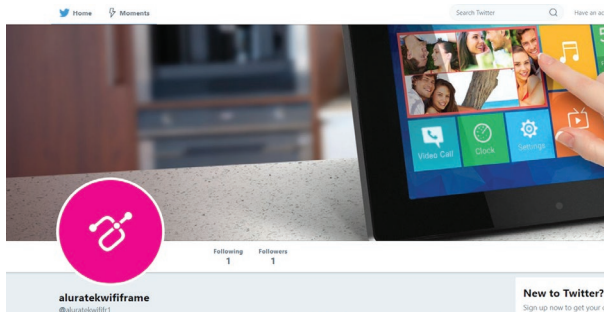 Home Moments Search Twitter Have an
Video Call Clock Settings
Following Followers
1 1
aluratekwififrame
@aluratekwififr1
New to Twitter?
Sign up now to get your